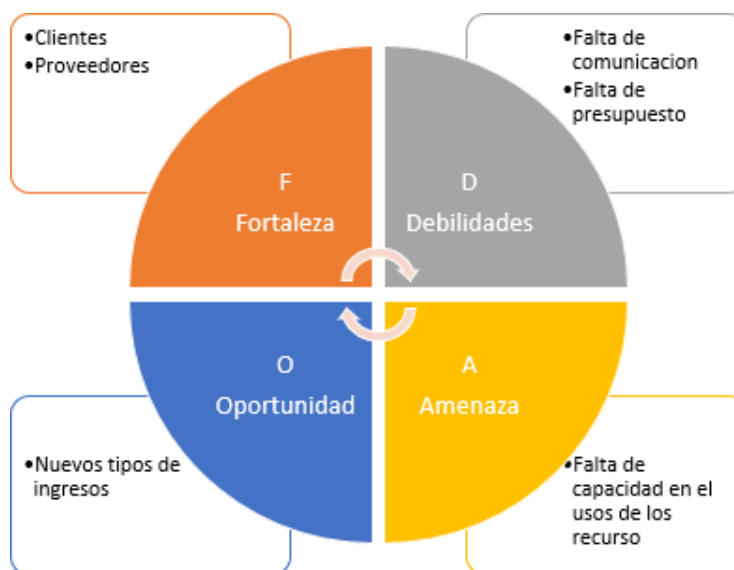 •Clientes
•Proveedores
•Falta de
comunicacion
•Falta de
presupuesto
F
Fortaleza
D
Debilidades
O
Oportunidad
A
Amenaza
•Nuevos tipos de
ingresos
•Falta de
capacidad en el
usos de los
recurso